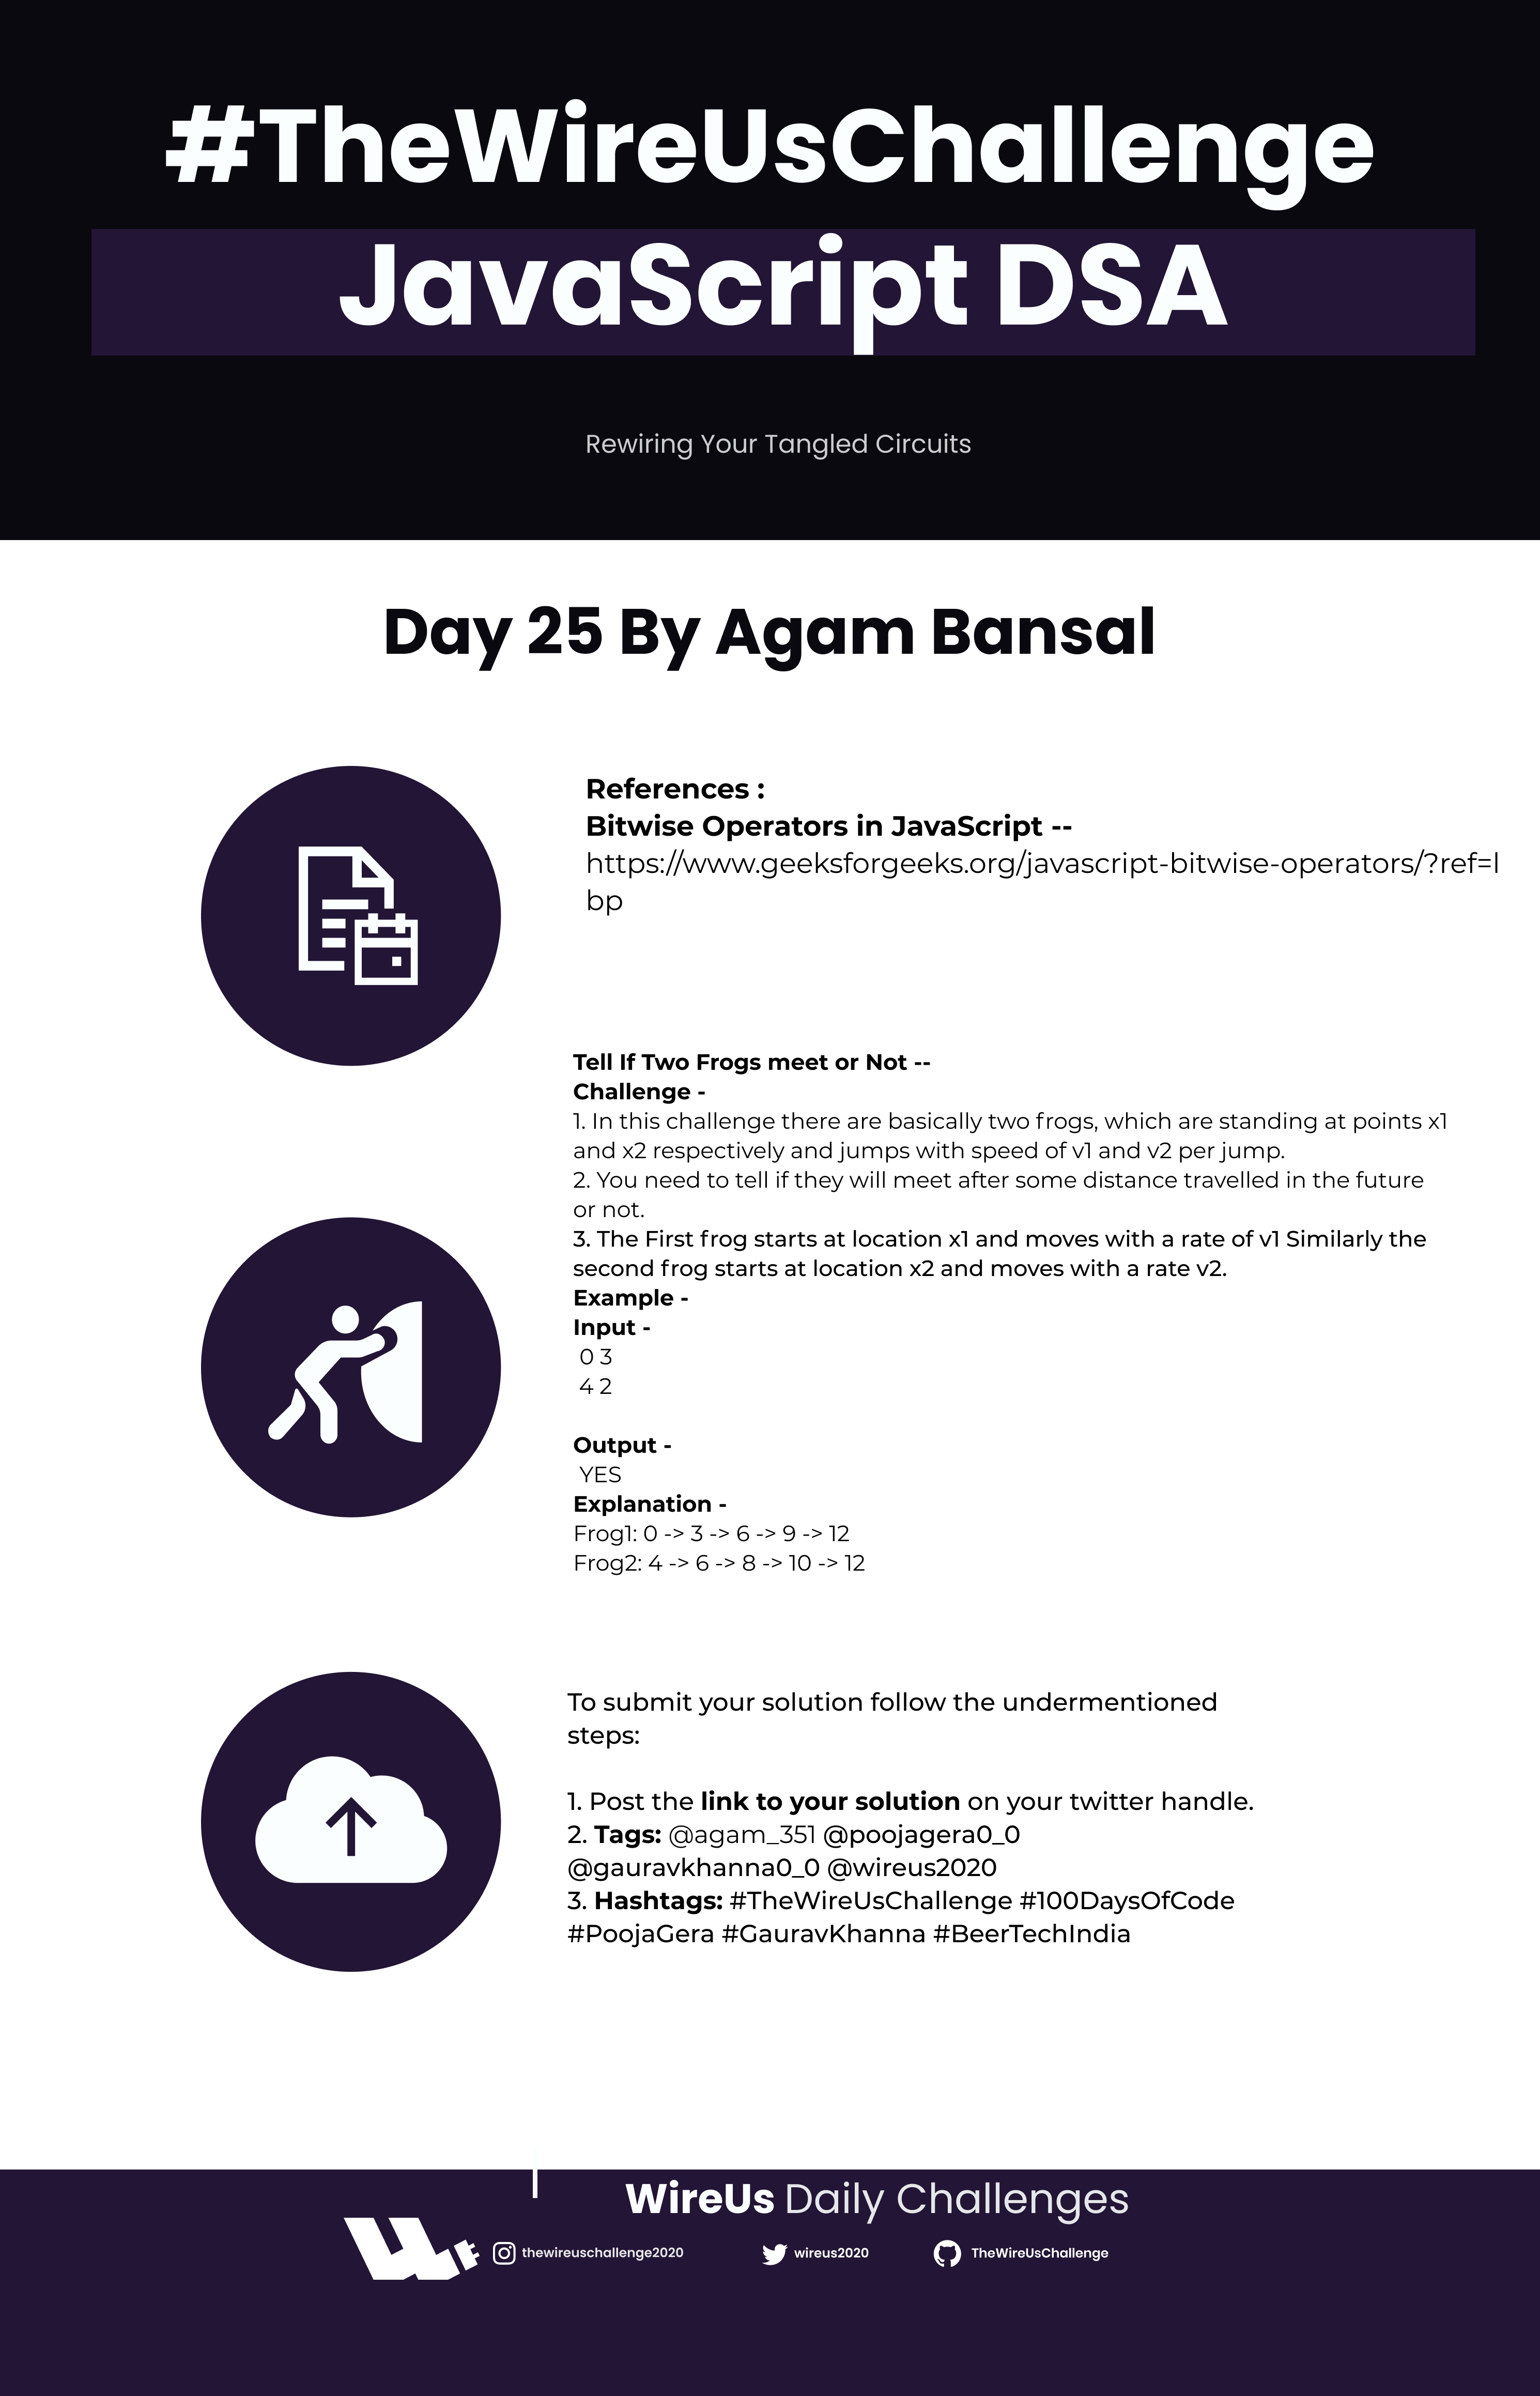 #TheWireUsChallenge
JavaScript DSA
Rewiring Your Tangled Circuits
Day 25 By Agam Bansal
References :
Bitwise Operators in JavaScript --
https://www.geeksforgeeks.org/javascript-bitwise-operators/?ref=l
bp
Tell If Two Frogs meet or Not --
Challenge -
1. In this challenge there are basically two frogs, which are standing at points x1
and x2 respectively and jumps with speed of v1 and v2 per jump.
2. You need to tell if they will meet after some distance travelled in the future
or not.
3. The First frog starts at location x1 and moves with a rate of v1 Similarly the
second frog starts at location x2 and moves with a rate v2.
Example -
Input -
0 3
4 2
Output -
YES
Explanation -
Frog1: 0 -> 3 -> 6 -> 9 -> 12
Frog2: 4 -> 6 -> 8 -> 10 -> 12
To submit your solution follow the undermentioned
steps:
1. Post the link to your solution on your twitter handle.
2. Tags: @agam_351 @poojagera0_0
@gauravkhanna0_0 @wireus2020
3. Hashtags: #TheWireUsChallenge #100DaysOfCode
#PoojaGera #GauravKhanna #BeerTechIndia
WireUs Daily Challenges
thewireuschallenge2020 wireus2020 TheWireUsChallenge